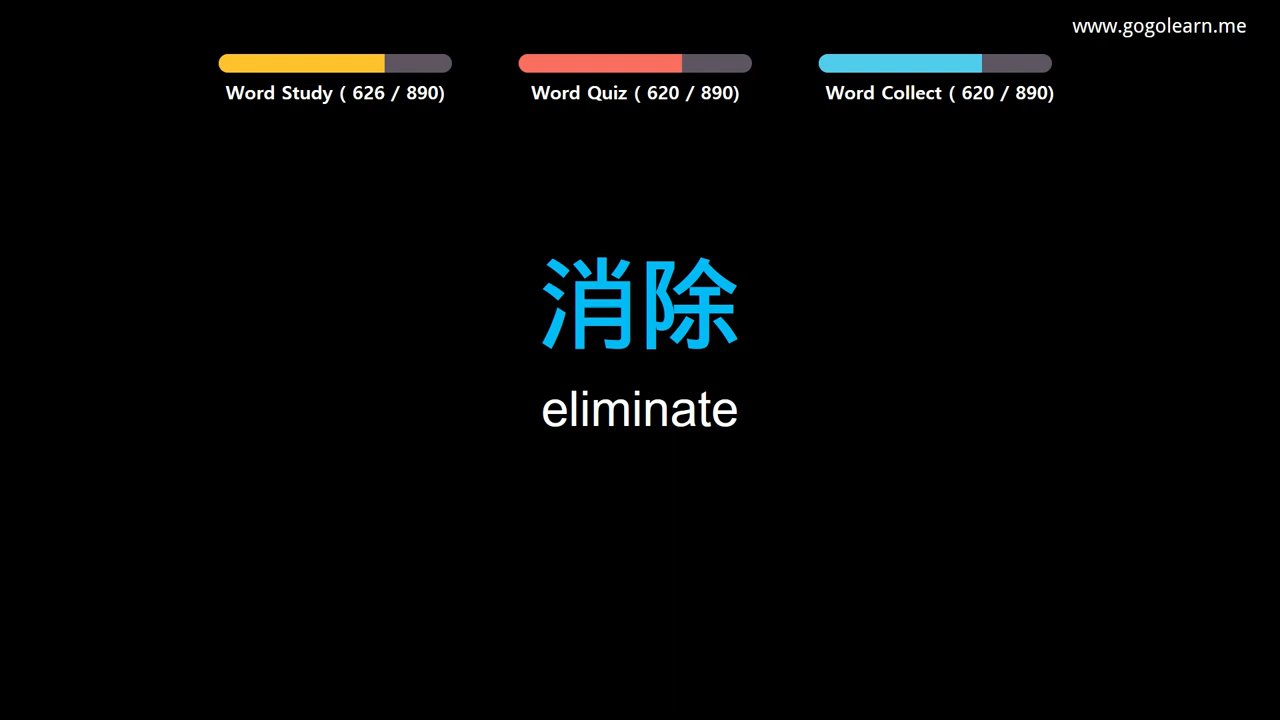 www.gogolearn.me
Word Study ( 626 / 890)
Word Quiz ( 620 / 890)
Word Collect ( 620 / 890)
消除
eliminate